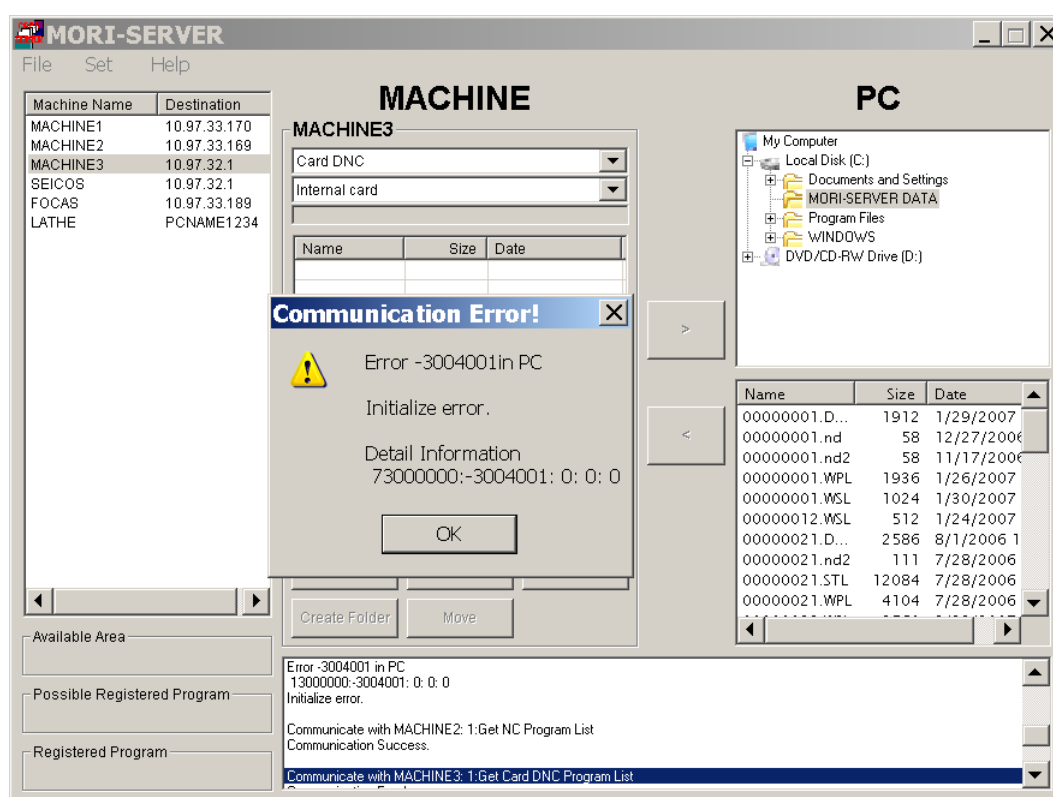 MORI-SERVER
File Set Help
MACHINE
PC
Machine Name Destination
MACHINE1 10.97.33.170
MACHINE2 10.97.33.169
MACHINE3 10.97.32.1
SEICOS 10.97.32.1
FOCAS 10.97.33.189
LATHE PCNAME1234
MACHINE3
Card DNC
Internal card
Name Size Date
My Computer
Local Disk (C:)
Documents and Settings
MORI-SERVER DATA
Program Files
WINDOWS
DVD/CD-RW Drive (D:)
Communication Error!
Error -3004001in PC
Initialize error.
Detail Information
73000000:-3004001: 0: 0: 0
OK
>
<
Name Size Date
00000001.D... 1912 1/29/2007
00000001.nd 58 12/27/2006
00000001.nd2 58 11/17/2006
00000001.WPL 1936 1/26/2007
00000001.WSL 1024 1/30/2007
00000012.WSL 512 1/24/2007
00000021.D... 2586 8/1/2006 1
00000021.nd2 111 7/28/2006
00000021.STL 12084 7/28/2006
00000021.WPL 4104 7/28/2006
Create Folder Move
Available Area
Possible Registered Program
Registered Program
Error -3004001 in PC
13000000:-3004001: 0: 0: 0
Initialize error.
Communicate with MACHINE2: 1:Get NC Program List
Communication Success.
Communicate with MACHINE3: 1:Get Card DNC Program List